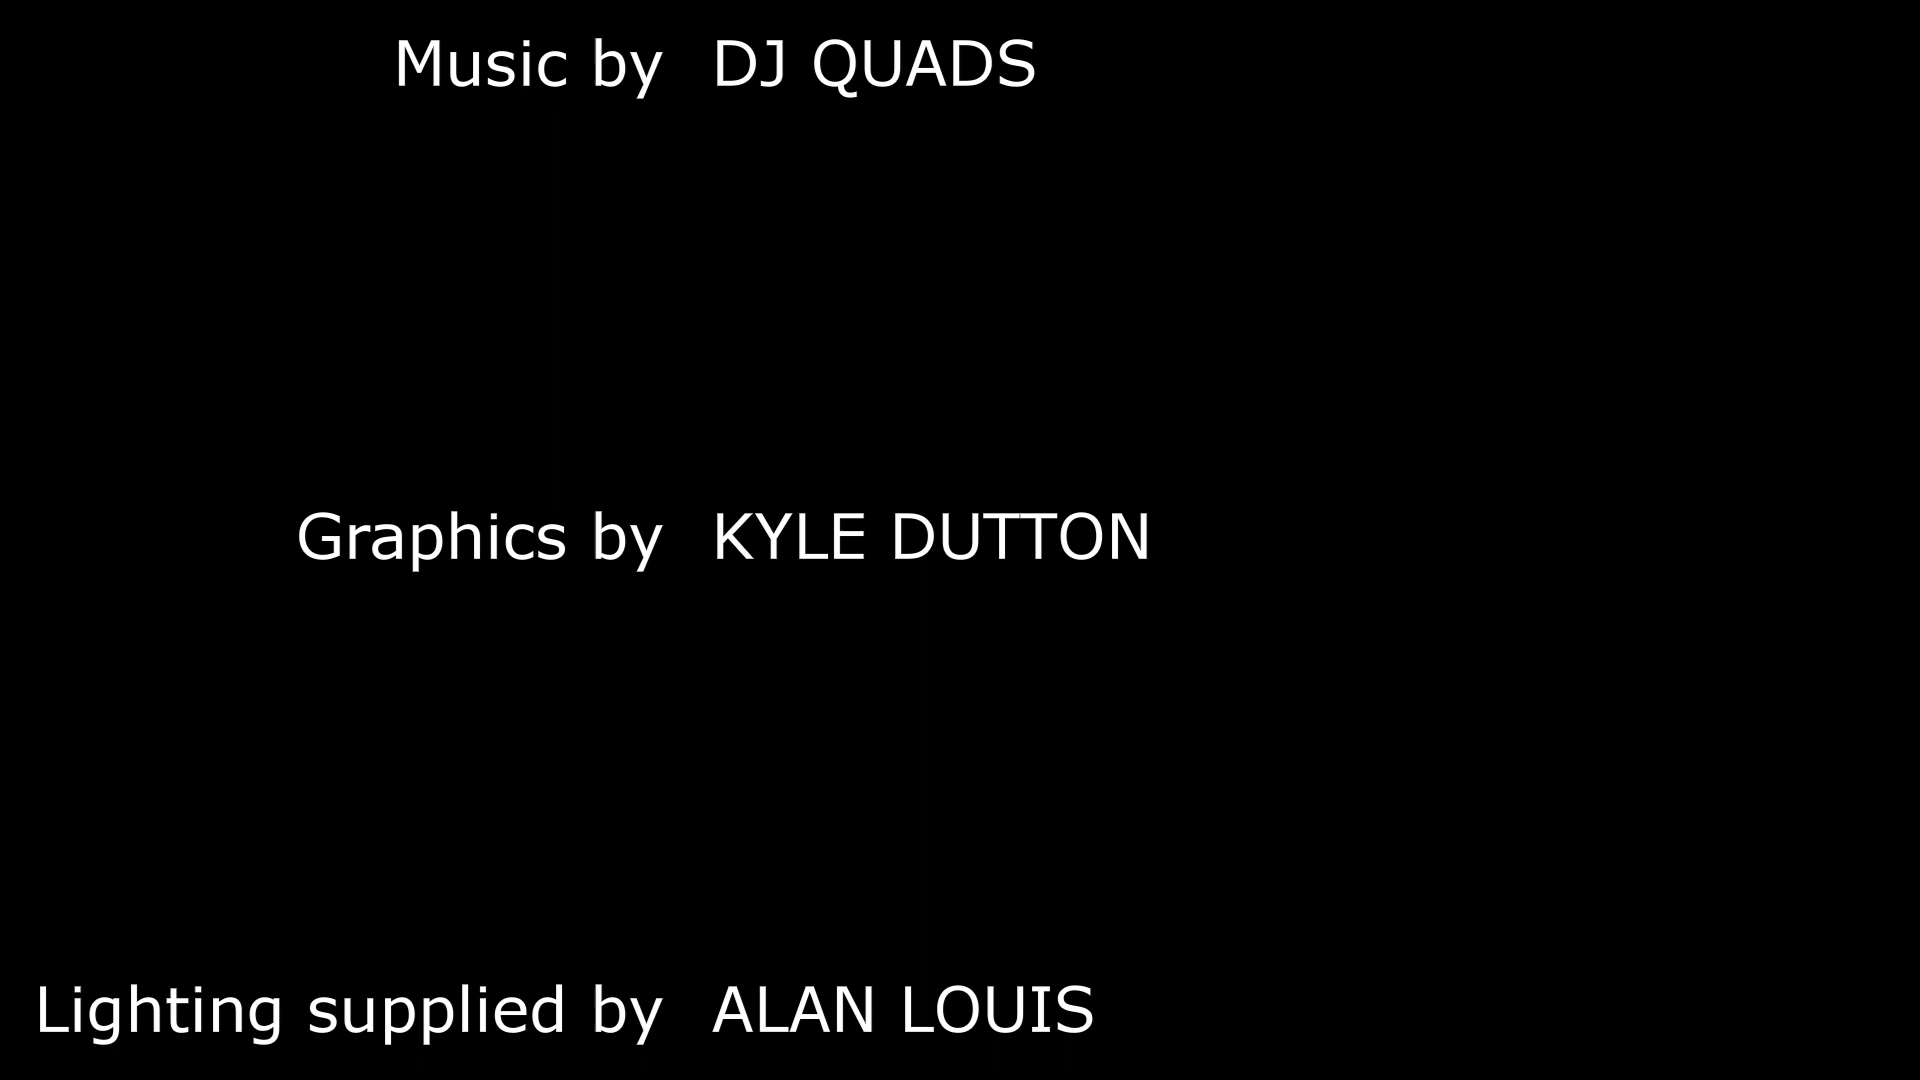 Music by DJ QUADS
Graphics by KYLE DUTTON
Lighting supplied by ALAN LOUIS